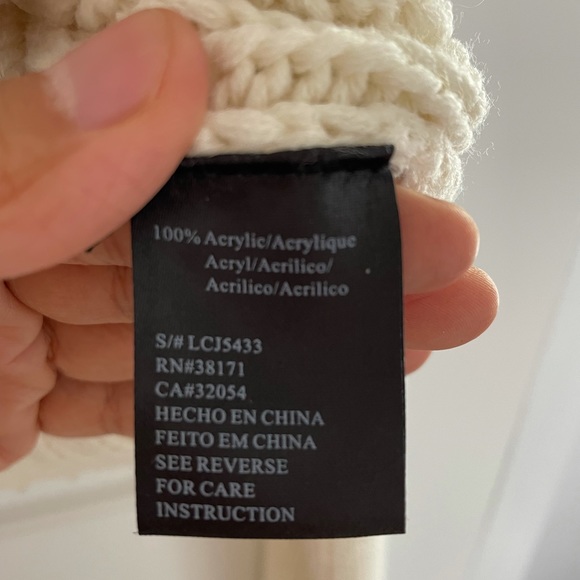 100% Acrylic/Acrylique
Acryl/Acrilico/
Acrilico/Acrilico
S/# LCJ5433
RN#38171
CA#32054
HECHO EN CHINA
FEITO EM CHINA
SEE REVERSE
FOR CARE
INSTRUCTION